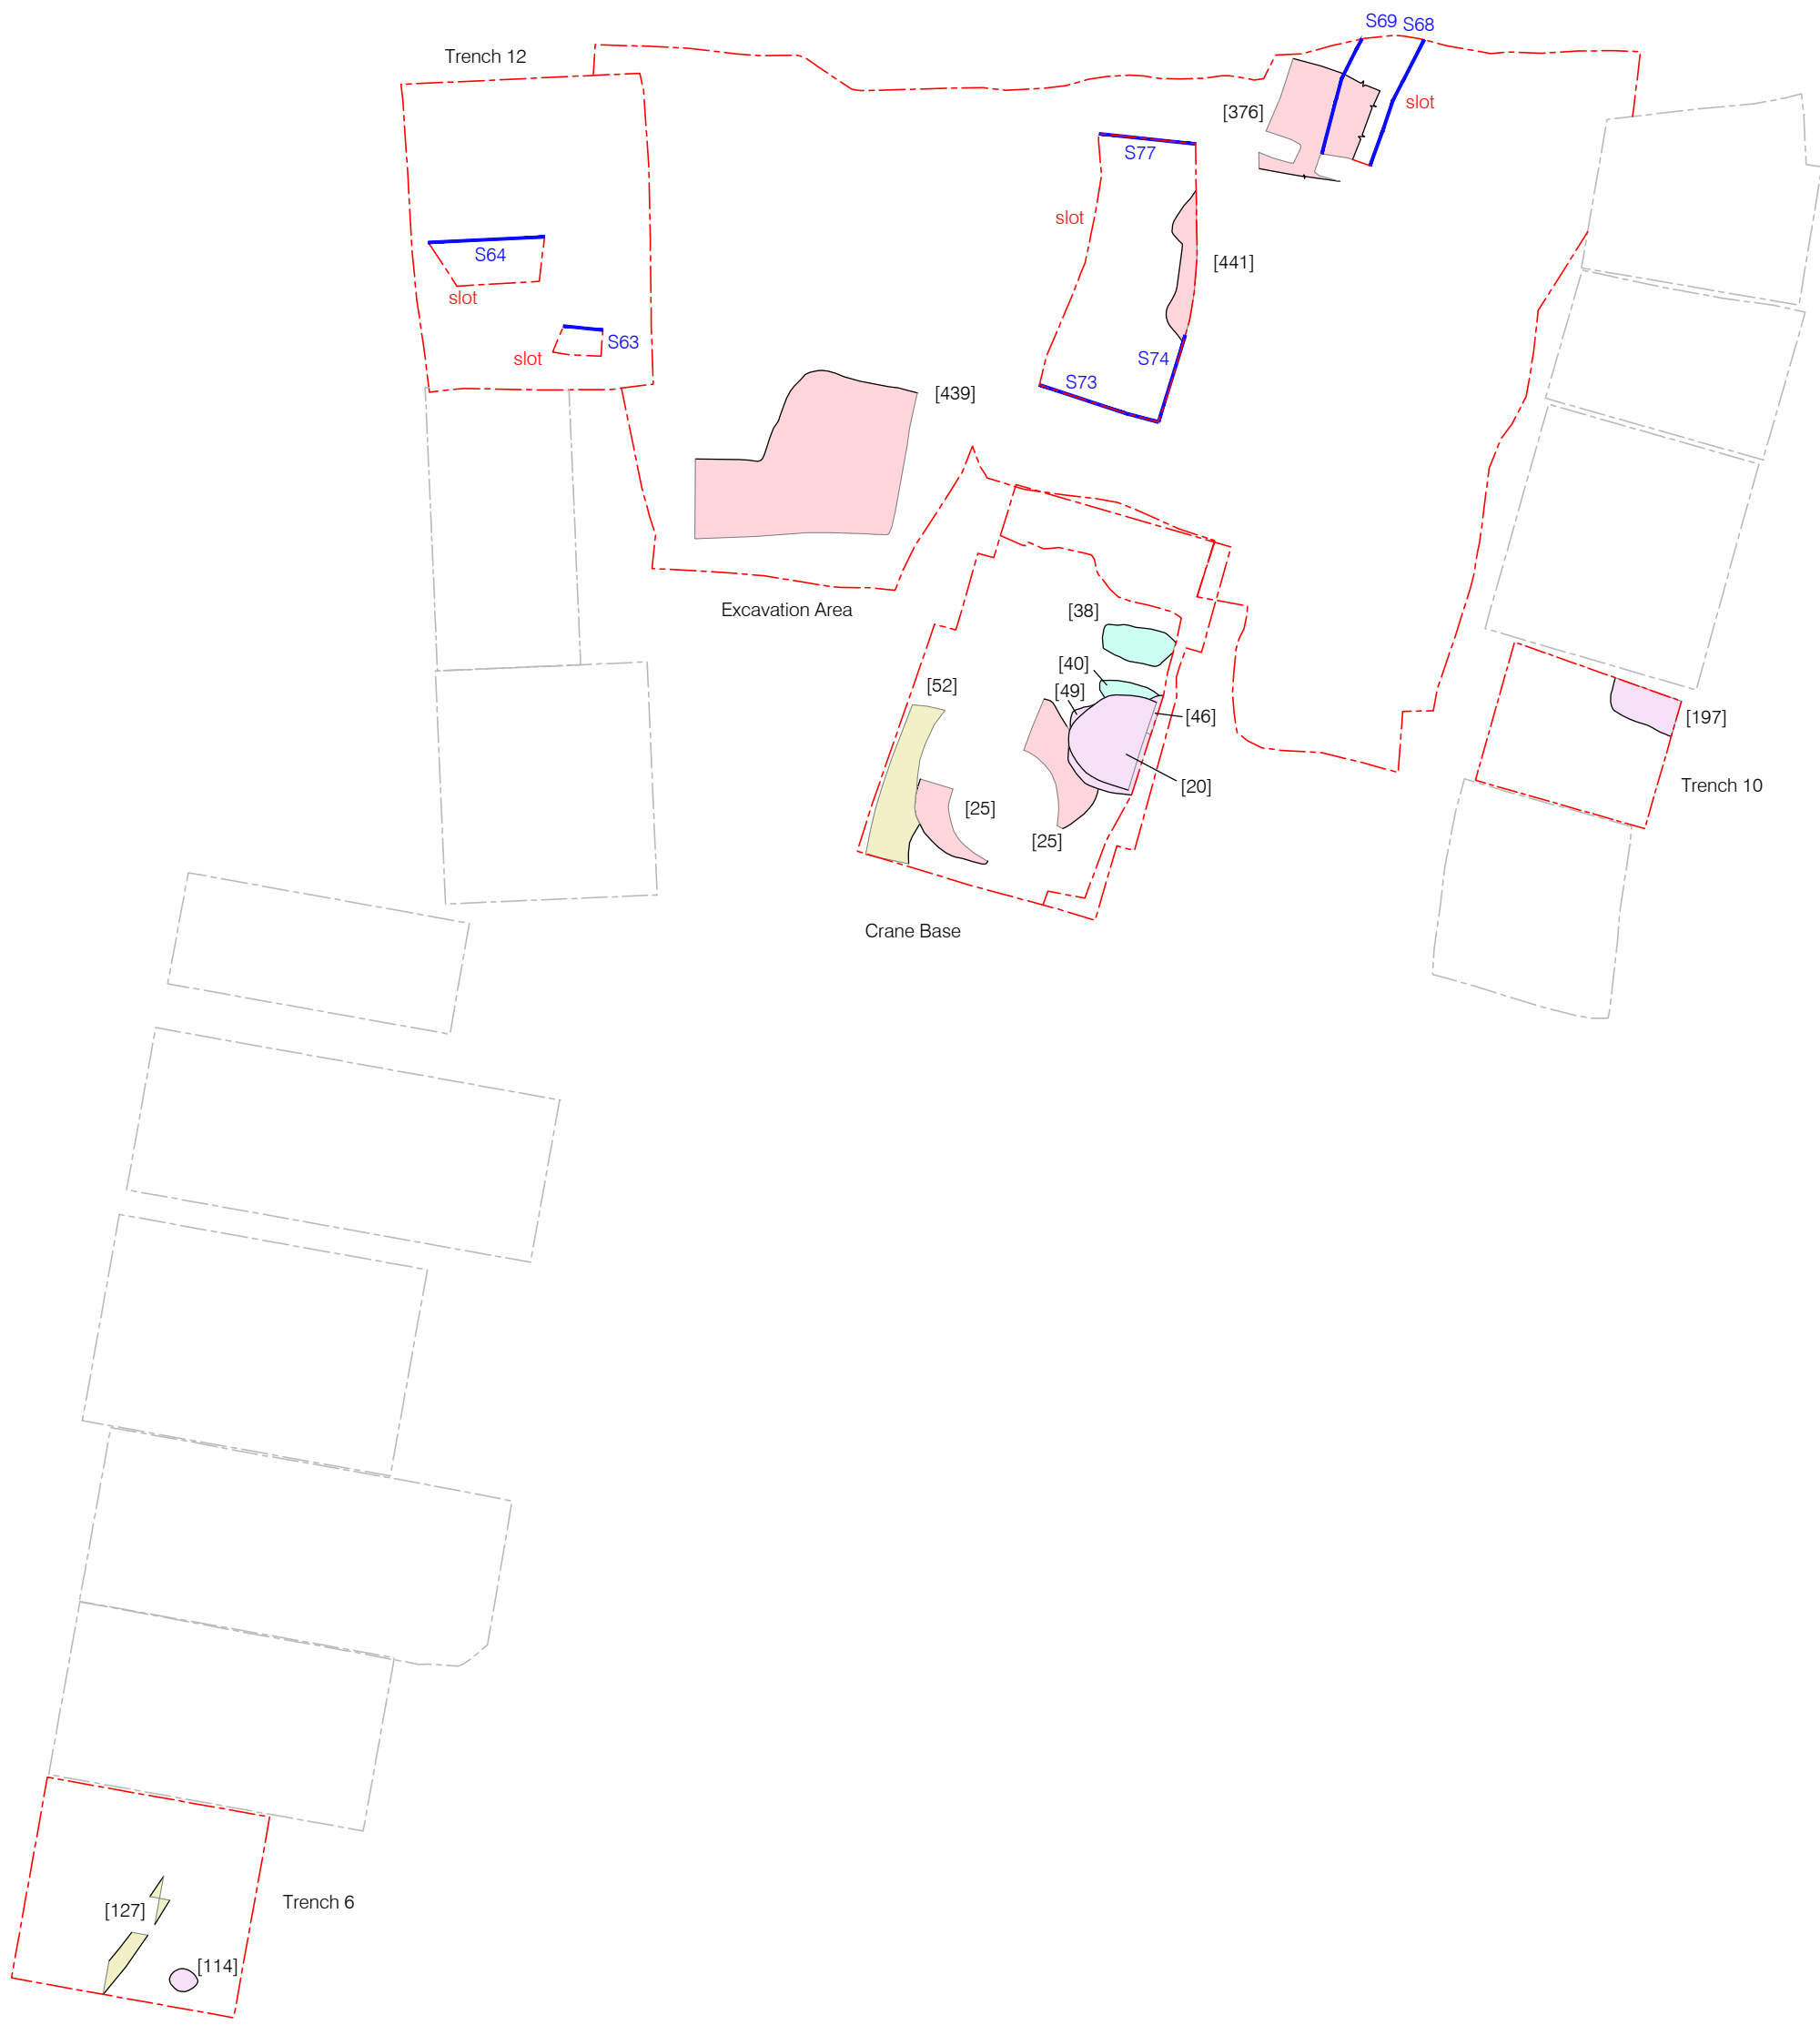 S69 S68
Trench 12
slot
[376]
S77
slot
S64
[441]
slot
S63
slot
S74
S73
[439]
Excavation Area
[38]
[40]
[52]
[49]
[46]
[197]
[20]
Trench 10
[25]
[25]
Crane Base
Trench 6
[127]
[114]